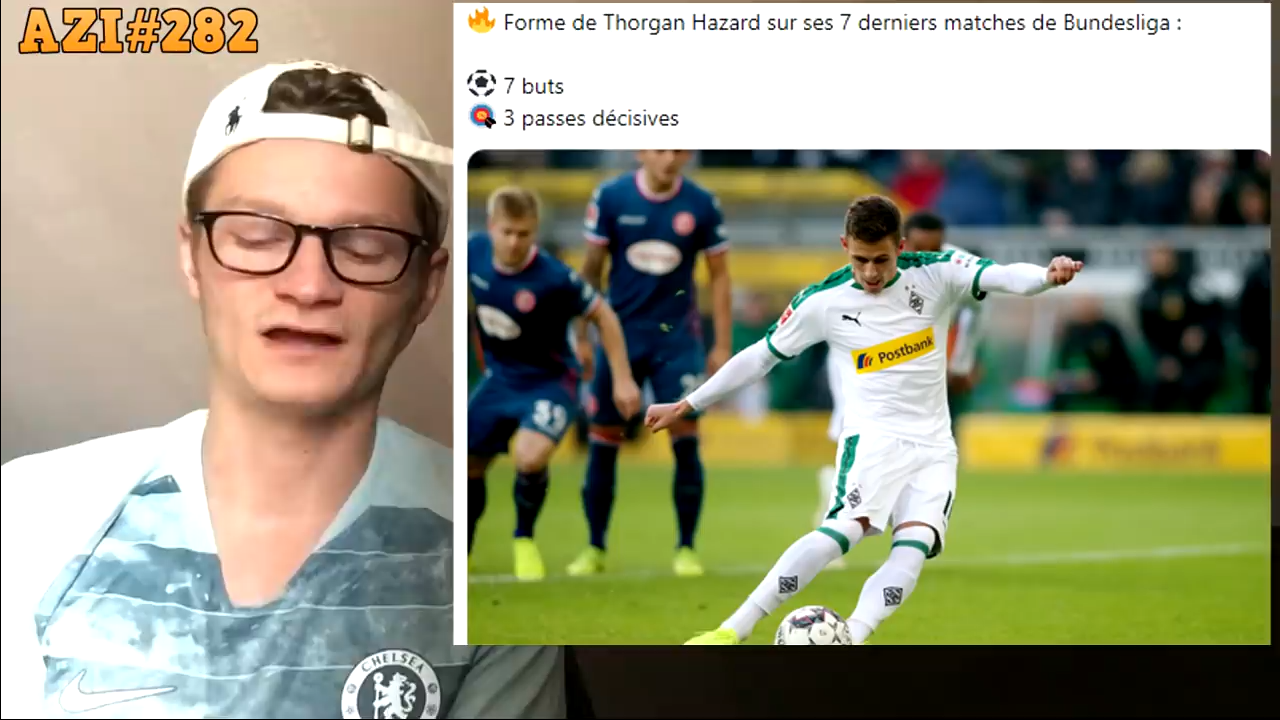 AZI#282
Forme de Thorgan Hazard sur ses 7 derniers matches de Bundesliga :
7 buts
3 passes décisives
Postbank
CHELSEA